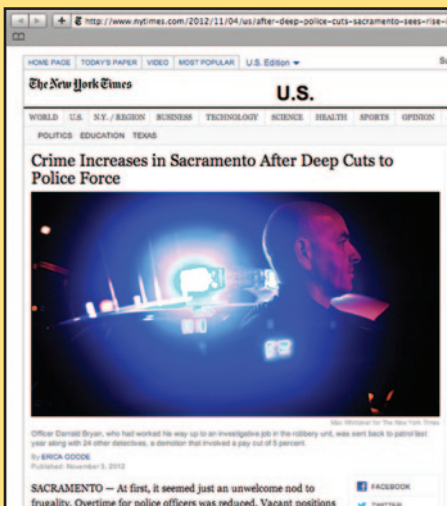 http://www.nytimes.com/2012/11/04/us/after-deep-police-cuts-sacramento-sees-rise-i
HOME PAGE TODAY'S PAPER VIDEO MOST POPULAR U.S. Edition
Su
The New York Times
U.S.
WORLD U.S. N.Y. / REGION BUSINESS TECHNOLOGY SCIENCE HEALTH SPORTS OPINION
POLITICS EDUCATION TEXAS
Crime Increases in Sacramento After Deep Cuts to
Police Force
Max Whittaker for The New York Times
Officer Darnald Bryan, who had worked his way up to an investigative job in the robbery unit, was sent back to patrol last
year along with 24 other detectives, a demotion that involved a pay cut of 5 percent.
By ERICA GOODE
Published: November 3, 2012
SACRAMENTO — At first, it seemed just an unwelcome nod to
frugality. Overtime for police officers was reduced. Vacant positions
FACEBOOK
TWITTER